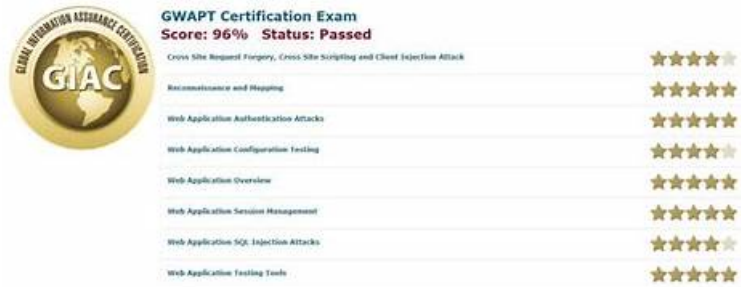 GLOBAL INFORMATION ASSURANCE CERTIFICATION
GIAC
GWAPT Certification Exam
Score: 96% Status: Passed
Cross Site Request Forgery, Cross Site Scripting and Client Injection Attack
Reconnaissance and Mapping
Web Application Authentication Attacks
Web Application Configuration Testing
Web Application Overview
Web Application Session Management
Web Application SQL Injection Attacks
Web Application Testing Tools